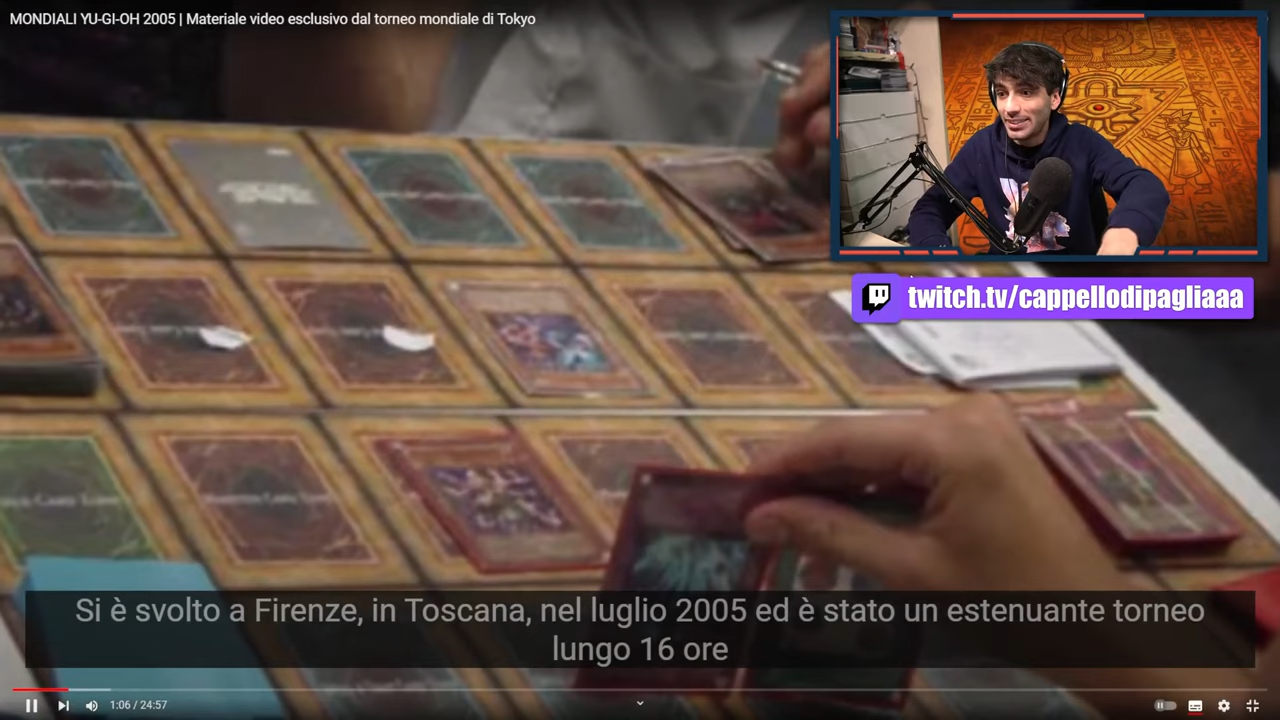 MONDIALI YU-GI-OH 2005 | Materiale video esclusivo dal torneo mondiale di Tokyo
twitch.tv/cappellodipagliaaa
Si è svolto a Firenze, in Toscana, nel luglio 2005 ed è stato un estenuante torneo
lungo 16 ore
1:06 / 24:57